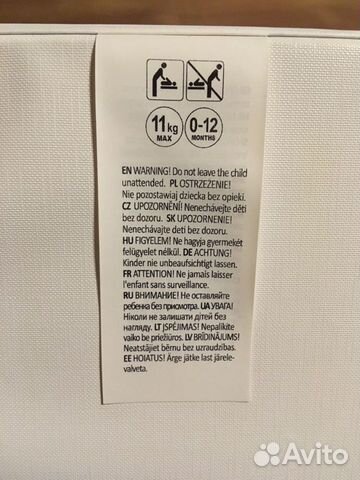 11kg
MAX
0-12
MONTHS
EN WARNING! Do not leave the child
unattended. PL OSTRZEŻENIE!
Nie pozostawiaj dziecka bez opieki.
CZ UPOZORNĚNÍ! Nenechávejte děti
bez dozoru. SK UPOZORNENIE!
Nenechávejte děti bez dozoru.
HU FIGYELEM! Ne hagyja gyermekét
felügyelet nélkül. DE ACHTUNG!
Kinder nie unbeaufsichtigt lassen.
FR ATTENTION! Ne jamais laisser
l'enfant sans surveillance.
RU ВНИМАНИЕ! Не оставляйте
ребенка без присмотра. UA УВАГА!
Ніколи не залишати дітей без
нагляду. LT ĮSPĖJIMAS! Nepalikite
vaiko be priežiūros. LV BRĪDINĀJUMS!
Neatstājiet bērnu bez uzraudzības.
EE HOIATUS! Ärge jätke last järele-
valveta.
Avito